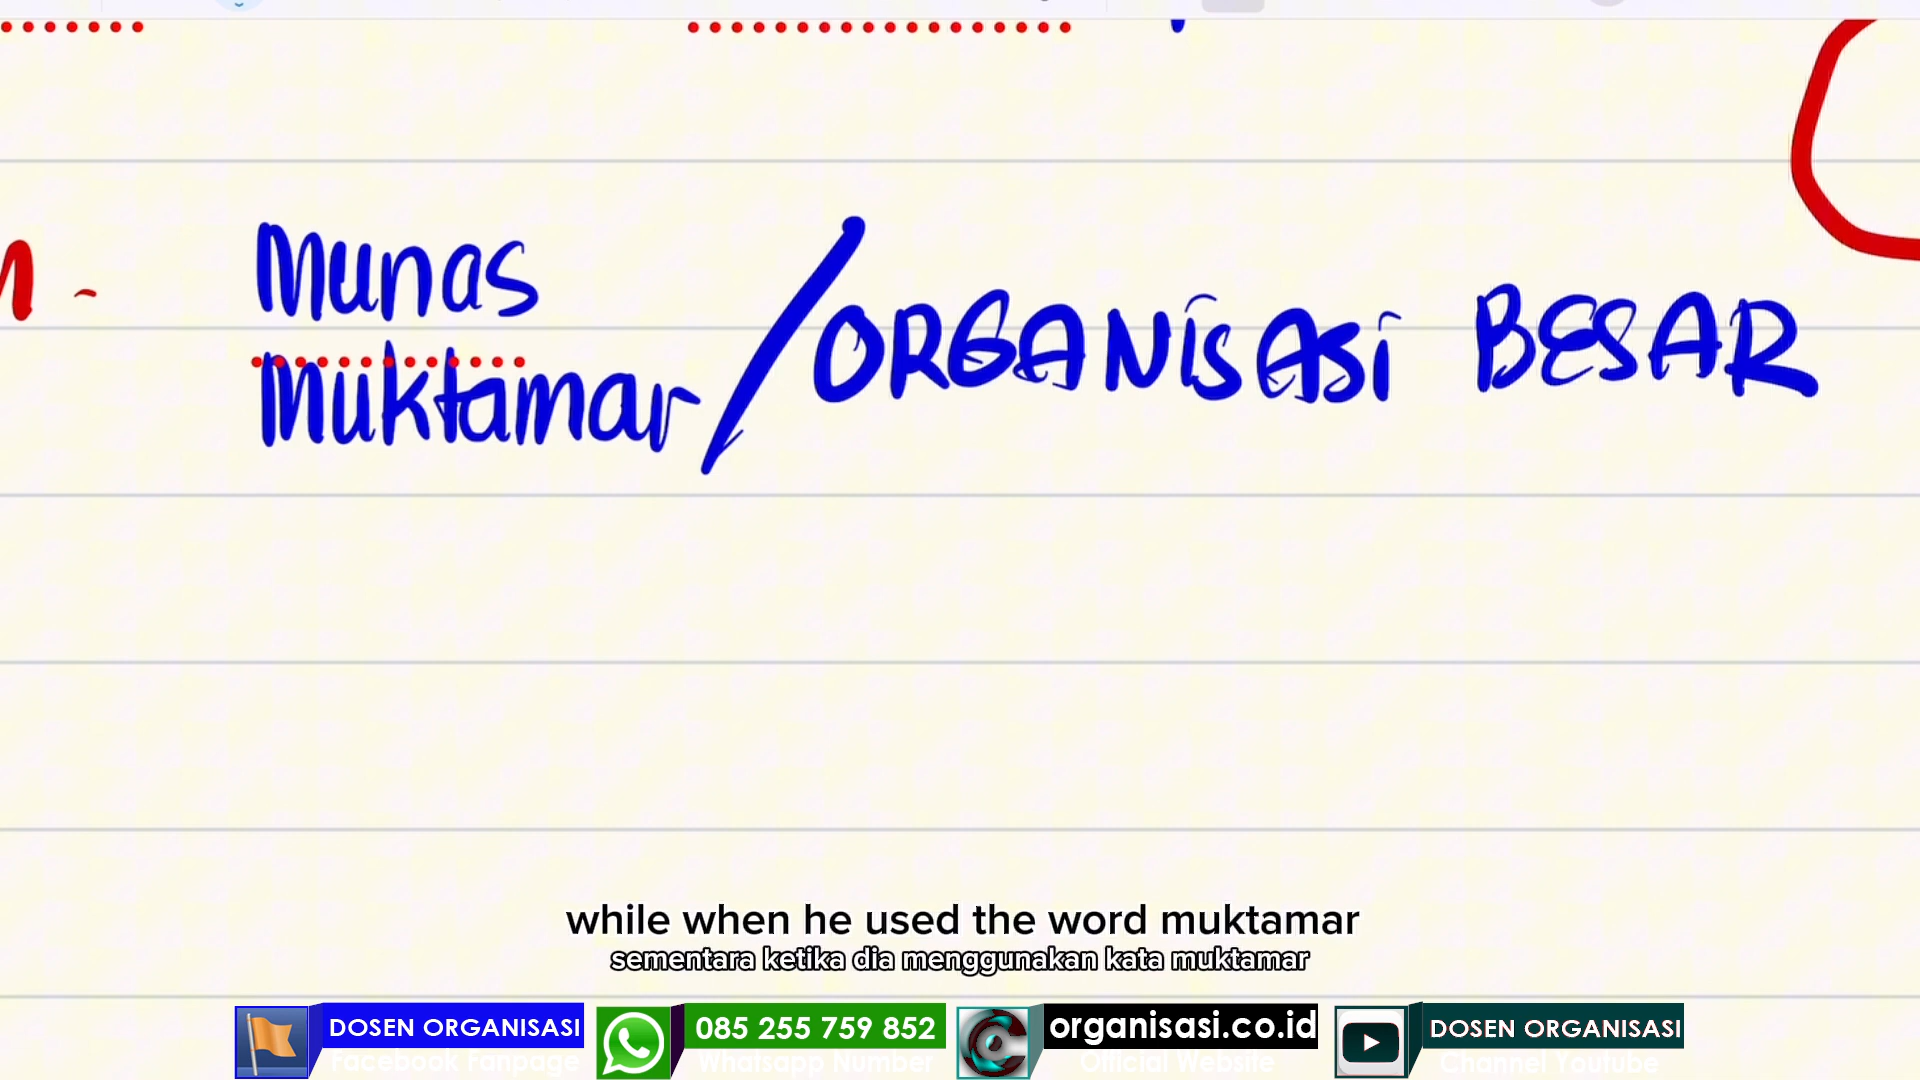 Munas
Muktamar / ORGANISASI BESAR
while when he used the word muktamar
sementara ketika dia menggunakan kata muktamar
DOSEN ORGANISASI
Facebook Fanpage
085 255 759 852
Whatsapp Number
organisasi.co.id
Official Website
DOSEN ORGANISASI
Channel Youtube